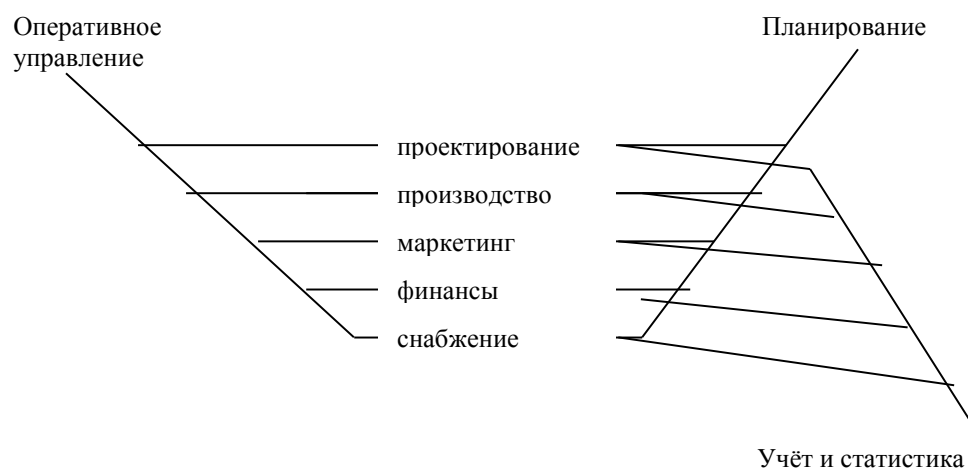 Оперативное
управление
Планирование
проектирование
производство
маркетинг
финансы
снабжение
Учёт и статистика